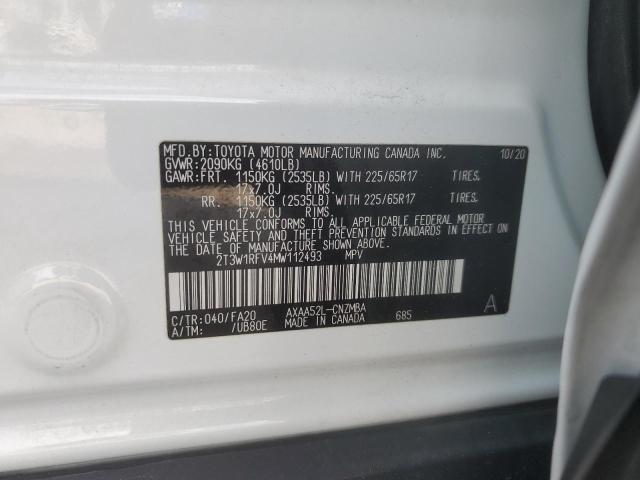 MFD. BY: TOYOTA MOTOR MANUFACTURING CANADA INC. 10/20
GVWR: 2090KG (4610LB)
GAWR: FRT. 1150KG (2535LB) WITH 225/65R17 TIRES.
17x7.0J RIMS.
RR. 1150KG (2535LB) WITH 225/65R17 TIRES.
17x7.0J RIMS.
THIS VEHICLE CONFORMS TO ALL APPLICABLE FEDERAL MOTOR
VEHICLE SAFETY AND THEFT PREVENTION STANDARDS IN EFFECT
ON THE DATE OF MANUFACTURE SHOWN ABOVE.
2T3W1RFV4MW112493 MPV
C/TR: 040/FA20 AXAA52L-CNZMBA A
A/TM: /UB80E MADE IN CANADA 685